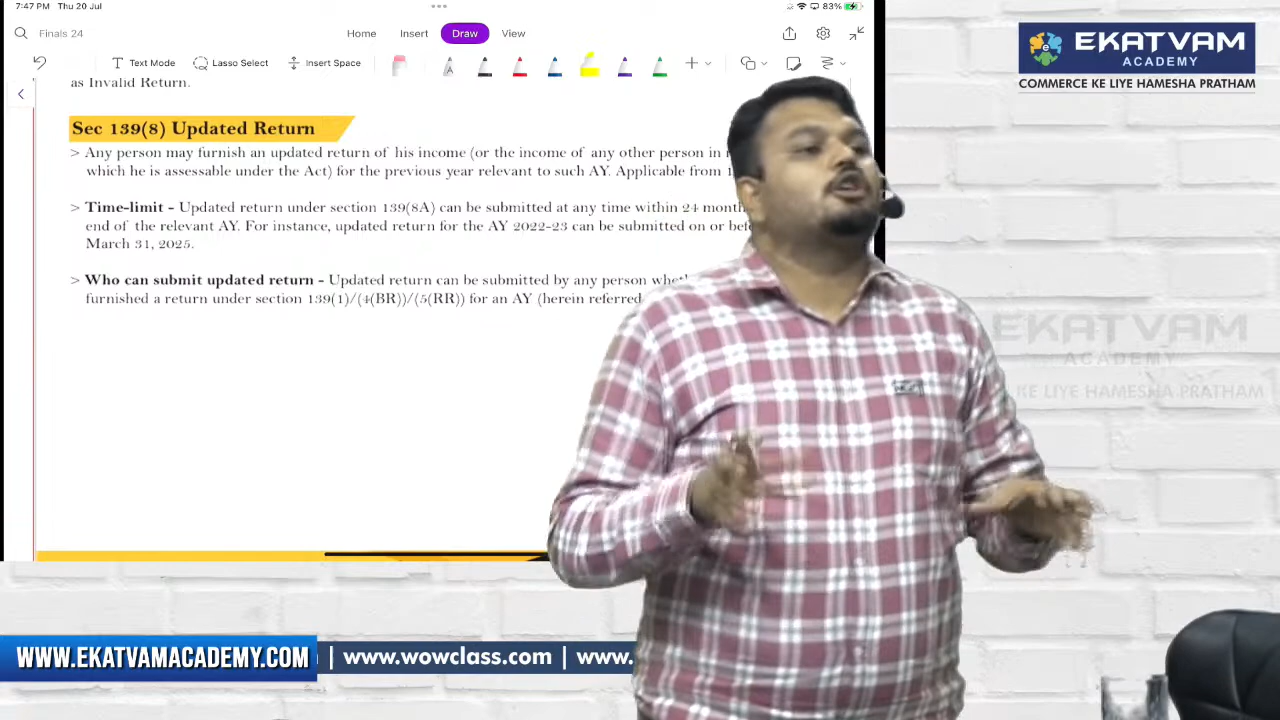 7:47 PM Thu 20 Jul
83%
Finals 24
Home Insert Draw View
Text Mode Lasso Select Insert Space
as Invalid Return.
Sec 139(8) Updated Return
> Any person may furnish an updated return of his income (or the income of any other person in
which he is assessable under the Act) for the previous year relevant to such AY. Applicable from
> Time-limit - Updated return under section 139(8A) can be submitted at any time within 24
end of the relevant AY. For instance, updated return for the AY 2022-23 can be submitted on or
March 31, 2025.
> Who can submit updated return - Updated return can be submitted by any person
furnished a return under section 139(1)/(4(BR))/(5(RR)) for an AY (herein referred
EKATVAM
ACADEMY
COMMERCE KE LIYE HAMESHA PRATHAM
EKATVAM
ACADEMY
KE LIYE HAMESHA PRATHAM
WWW.EKATVAMACADEMY.COM | www.wowclass.com | www.